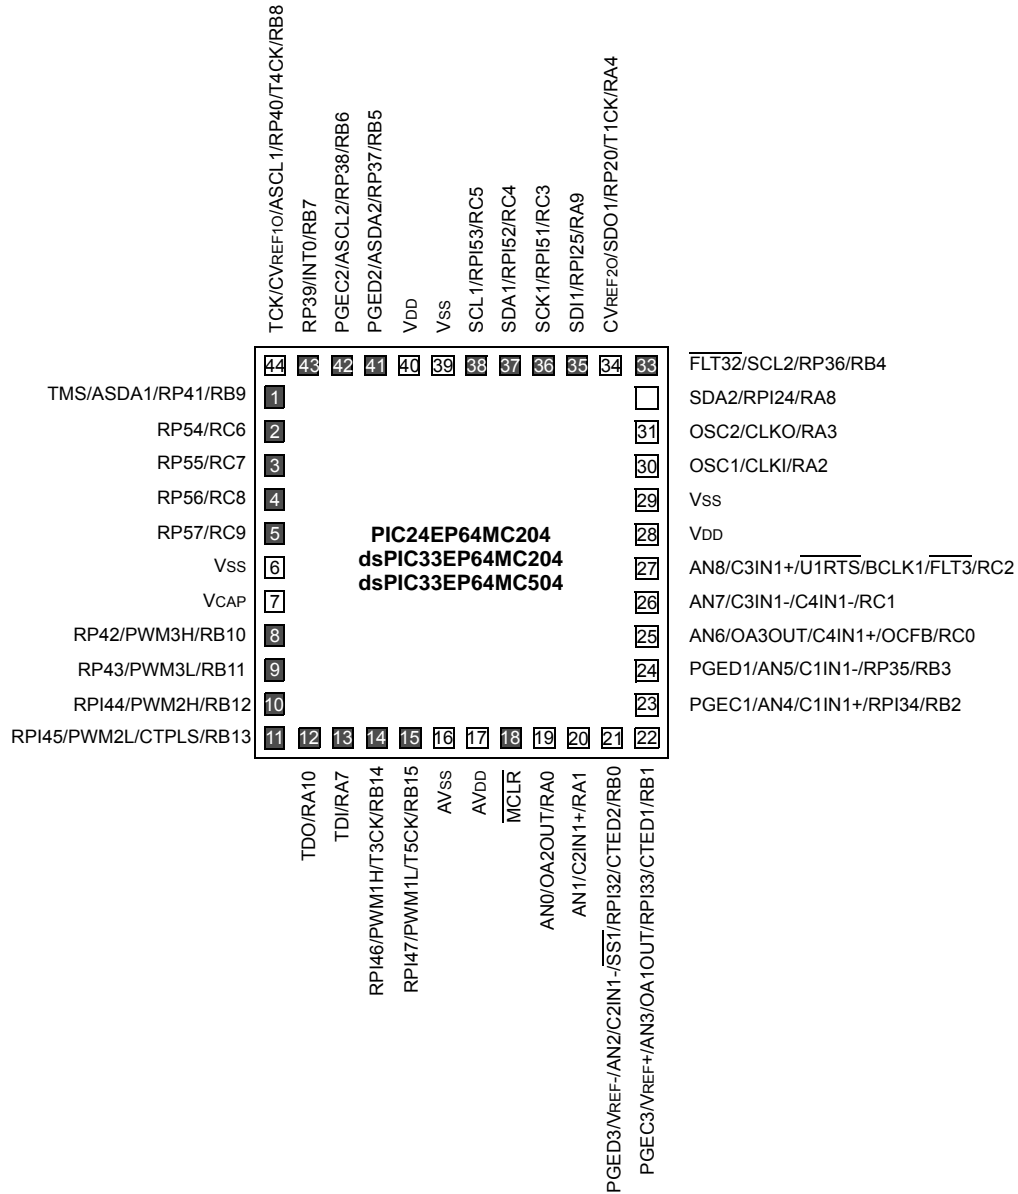 TCK/CVREF1O/ASCL1/RP40/T4CK/RB8
RP39/INT0/RB7
PGEC2/ASCL2/RP38/RB6
PGED2/ASDA2/RP37/RB5
VDD
VSS
SCL1/RPI53/RC5
SDA1/RPI52/RC4
SCK1/RPI51/RC3
SDI1/RPI25/RA9
CVREF2O/SDO1/RP20/T1CK/RA4
44 43 42 41 40 39 38 37 36 35 34 33
FLT32/SCL2/RP36/RB4
TMS/ASDA1/RP41/RB9 1
SDA2/RPI24/RA8
RP54/RC6 2
31 OSC2/CLKO/RA3
RP55/RC7 3
30 OSC1/CLKI/RA2
RP56/RC8 4
29 VSS
RP57/RC9 5
28 VDD
PIC24EP64MC204
dsPIC33EP64MC204
dsPIC33EP64MC504
VSS 6
27 AN8/C3IN1+/U1RTS/BCLK1/FLT3/RC2
VCAP 7
26 AN7/C3IN1-/C4IN1-/RC1
RP42/PWM3H/RB10 8
25 AN6/OA3OUT/C4IN1+/OCFB/RC0
RP43/PWM3L/RB11 9
24 PGED1/AN5/C1IN1-/RP35/RB3
RPI44/PWM2H/RB12 10
23 PGEC1/AN4/C1IN1+/RPI34/RB2
RPI45/PWM2L/CTPLS/RB13 11 12 13 14 15 16 17 18 19 20 21 22
TDO/RA10
TDI/RA7
RPI46/PWM1H/T3CK/RB14
RPI47/PWM1L/T5CK/RB15
AVSS
AVDD
MCLR
AN0/OA2OUT/RA0
AN1/C2IN1+/RA1
PGED3/VREF-/AN2/C2IN1-/SS1/RPI32/CTED2/RB0
PGEC3/VREF+/AN3/OA1OUT/RPI33/CTED1/RB1